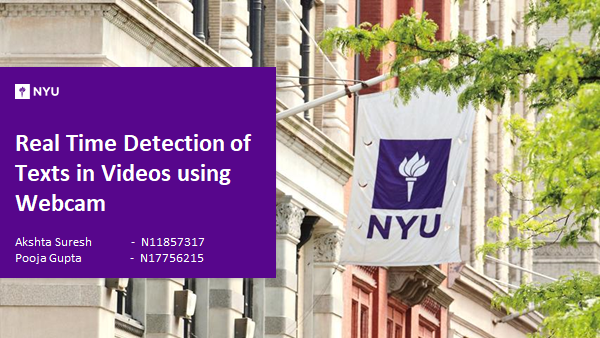 NYU
Real Time Detection of
Texts in Videos using
Webcam
Akshta Suresh - N11857317
Pooja Gupta - N17756215
NYU